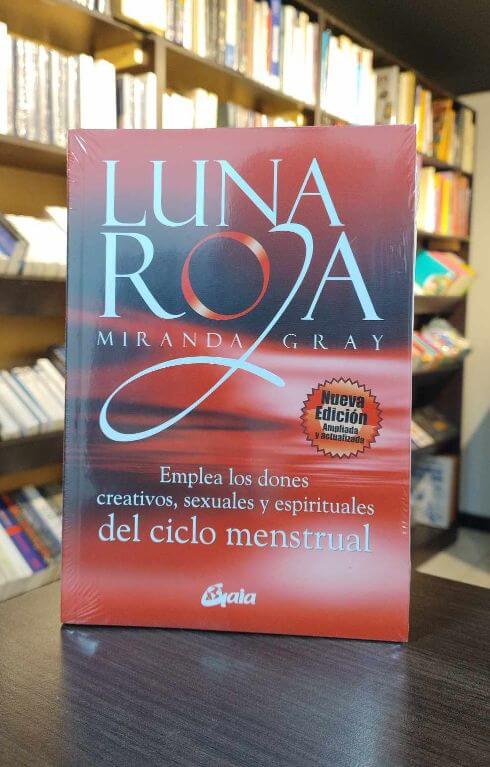 LUNA
ROJA
MIRANDA GRAY
Nueva
Edición
Ampliada
y actualizada
Emplea los dones
creativos, sexuales y espirituales
del ciclo menstrual
Gaia